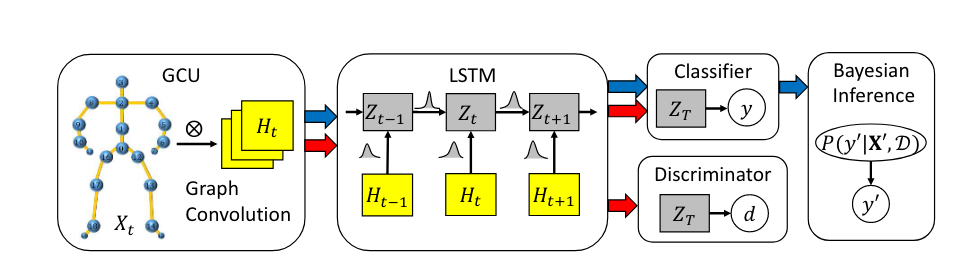 GCU
H_t
⊗
Graph
Convolution
X_t
LSTM
Z_{t-1} Z_t Z_{t+1}
H_{t-1} H_t H_{t+1}
Classifier
Z_T y
Discriminator
Z_T d
Bayesian
Inference
P(y'|X', 𝒟)
y'